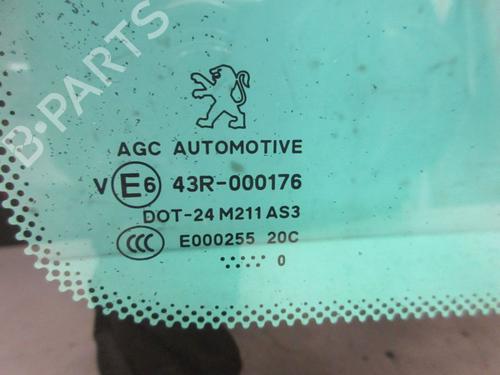 B-PARTS
AGC AUTOMOTIVE
V E6 43R-000176
DOT-24 M211 AS3
CCC E000255 20C
..... 0